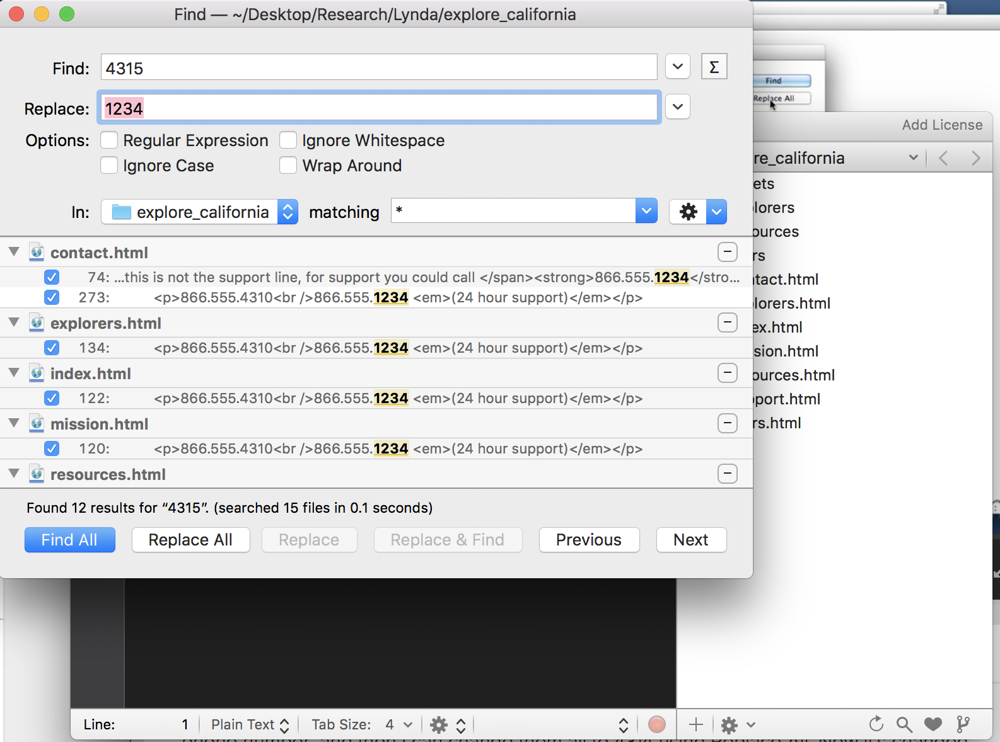 Find — ~/Desktop/Research/Lynda/explore_california
Find: 4315 Σ
Replace: 1234
Options: Regular Expression Ignore Whitespace
Ignore Case Wrap Around
In: explore_california matching *
contact.html
74: ...this is not the support line, for support you could call </span><strong>866.555.1234</stro...
273: <p>866.555.4310<br />866.555.1234 <em>(24 hour support)</em></p>
explorers.html
134: <p>866.555.4310<br />866.555.1234 <em>(24 hour support)</em></p>
index.html
122: <p>866.555.4310<br />866.555.1234 <em>(24 hour support)</em></p>
mission.html
120: <p>866.555.4310<br />866.555.1234 <em>(24 hour support)</em></p>
resources.html
Found 12 results for “4315”. (searched 15 files in 0.1 seconds)
Find All Replace All Replace Replace & Find Previous Next
Find
Replace All
Add License
re_california
ets
lorers
ources
rs
tact.html
lorers.html
ex.html
sion.html
ources.html
port.html
rs.html
Line: 1 Plain Text Tab Size: 4